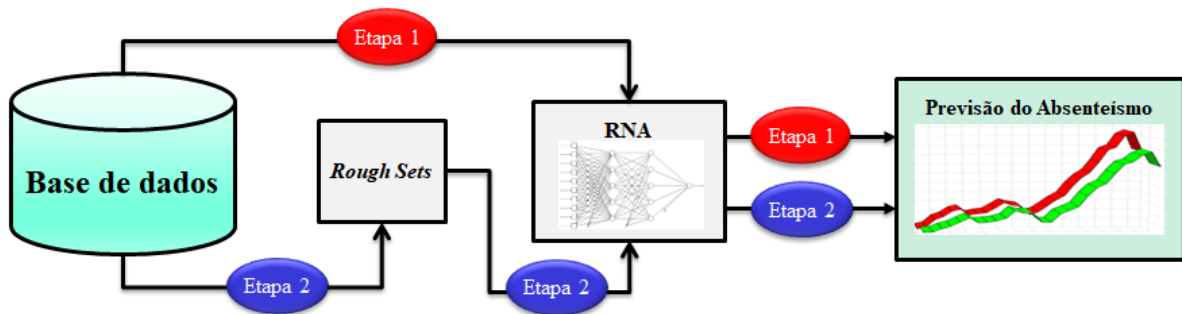 Etapa 1
Base de dados
Rough Sets
RNA
Etapa 1
Etapa 2
Previsão do Absenteísmo
Etapa 2
Etapa 2